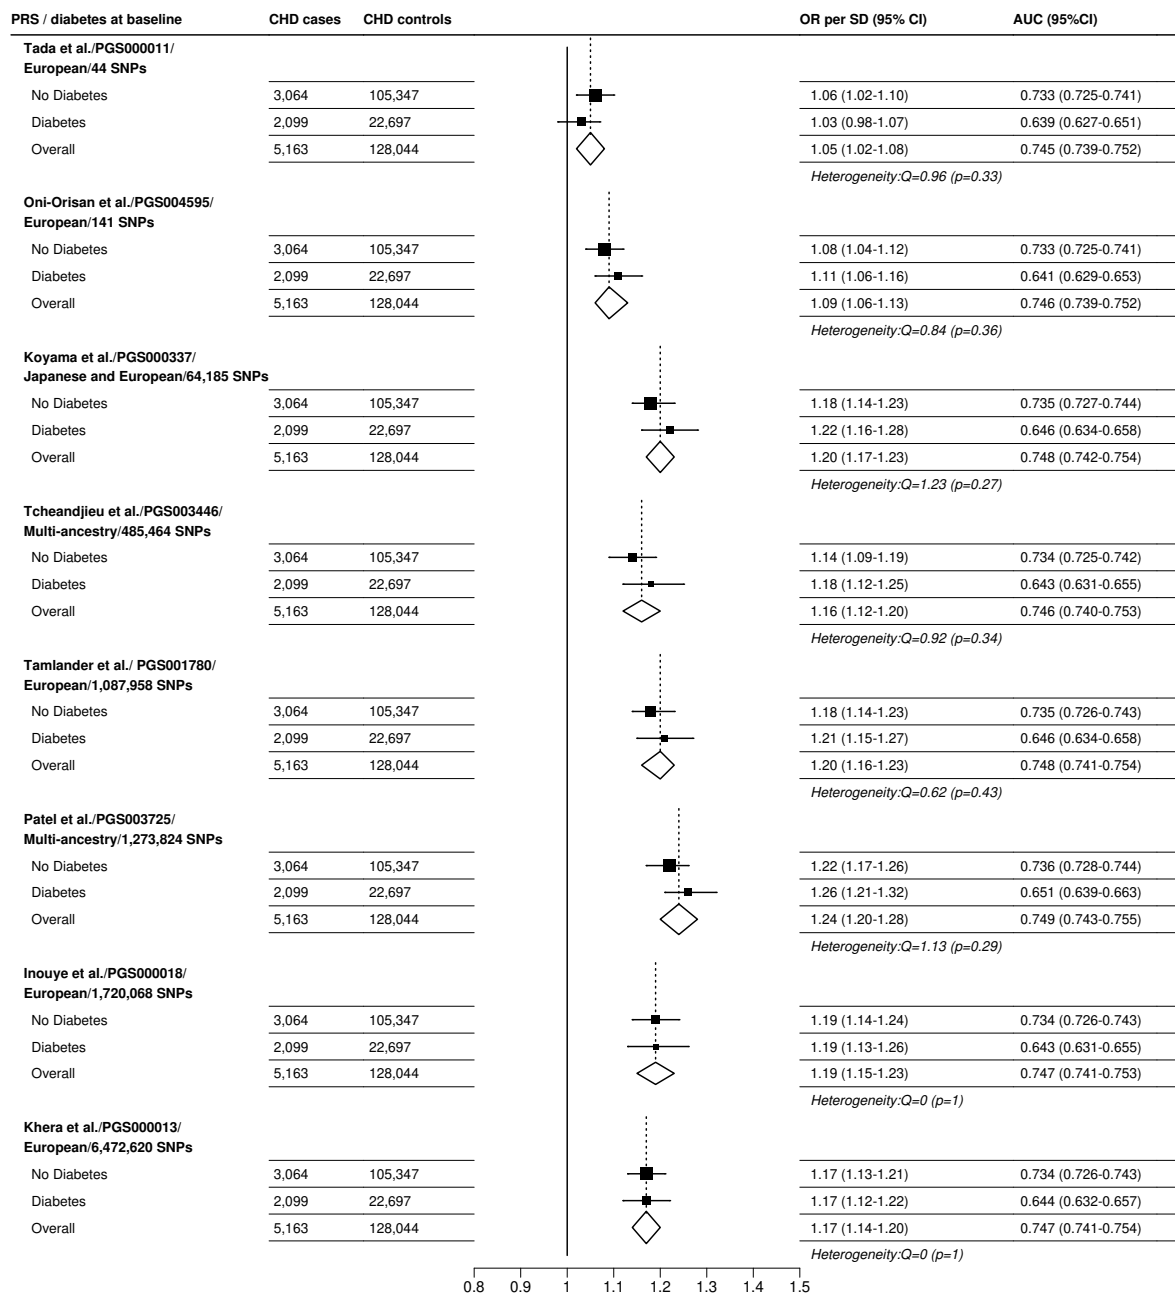 PRS / diabetes at baseline CHD cases CHD controls OR per SD (95% CI) AUC (95%CI)
Tada et al./PGS000011/
European/44 SNPs
No Diabetes 3,064 105,347 1.06 (1.02-1.10) 0.733 (0.725-0.741)
Diabetes 2,099 22,697 1.03 (0.98-1.07) 0.639 (0.627-0.651)
Overall 5,163 128,044 1.05 (1.02-1.08) 0.745 (0.739-0.752)
Heterogeneity:Q=0.96 (p=0.33)
Oni-Orisan et al./PGS004595/
European/141 SNPs
No Diabetes 3,064 105,347 1.08 (1.04-1.12) 0.733 (0.725-0.741)
Diabetes 2,099 22,697 1.11 (1.06-1.16) 0.641 (0.629-0.653)
Overall 5,163 128,044 1.09 (1.06-1.13) 0.746 (0.739-0.752)
Heterogeneity:Q=0.84 (p=0.36)
Koyama et al./PGS000337/
Japanese and European/64,185 SNPs
No Diabetes 3,064 105,347 1.18 (1.14-1.23) 0.735 (0.727-0.744)
Diabetes 2,099 22,697 1.22 (1.16-1.28) 0.646 (0.634-0.658)
Overall 5,163 128,044 1.20 (1.17-1.23) 0.748 (0.742-0.754)
Heterogeneity:Q=1.23 (p=0.27)
Tcheandjieu et al./PGS003446/
Multi-ancestry/485,464 SNPs
No Diabetes 3,064 105,347 1.14 (1.09-1.19) 0.734 (0.725-0.742)
Diabetes 2,099 22,697 1.18 (1.12-1.25) 0.643 (0.631-0.655)
Overall 5,163 128,044 1.16 (1.12-1.20) 0.746 (0.740-0.753)
Heterogeneity:Q=0.92 (p=0.34)
Tamlander et al./ PGS001780/
European/1,087,958 SNPs
No Diabetes 3,064 105,347 1.18 (1.14-1.23) 0.735 (0.726-0.743)
Diabetes 2,099 22,697 1.21 (1.15-1.27) 0.646 (0.634-0.658)
Overall 5,163 128,044 1.20 (1.16-1.23) 0.748 (0.741-0.754)
Heterogeneity:Q=0.62 (p=0.43)
Patel et al./PGS003725/
Multi-ancestry/1,273,824 SNPs
No Diabetes 3,064 105,347 1.22 (1.17-1.26) 0.736 (0.728-0.744)
Diabetes 2,099 22,697 1.26 (1.21-1.32) 0.651 (0.639-0.663)
Overall 5,163 128,044 1.24 (1.20-1.28) 0.749 (0.743-0.755)
Heterogeneity:Q=1.13 (p=0.29)
Inouye et al./PGS000018/
European/1,720,068 SNPs
No Diabetes 3,064 105,347 1.19 (1.14-1.24) 0.734 (0.726-0.743)
Diabetes 2,099 22,697 1.19 (1.13-1.26) 0.643 (0.631-0.655)
Overall 5,163 128,044 1.19 (1.15-1.23) 0.747 (0.741-0.753)
Heterogeneity:Q=0 (p=1)
Khera et al./PGS000013/
European/6,472,620 SNPs
No Diabetes 3,064 105,347 1.17 (1.13-1.21) 0.734 (0.726-0.743)
Diabetes 2,099 22,697 1.17 (1.12-1.22) 0.644 (0.632-0.657)
Overall 5,163 128,044 1.17 (1.14-1.20) 0.747 (0.741-0.754)
Heterogeneity:Q=0 (p=1)
0.8 0.9 1 1.1 1.2 1.3 1.4 1.5